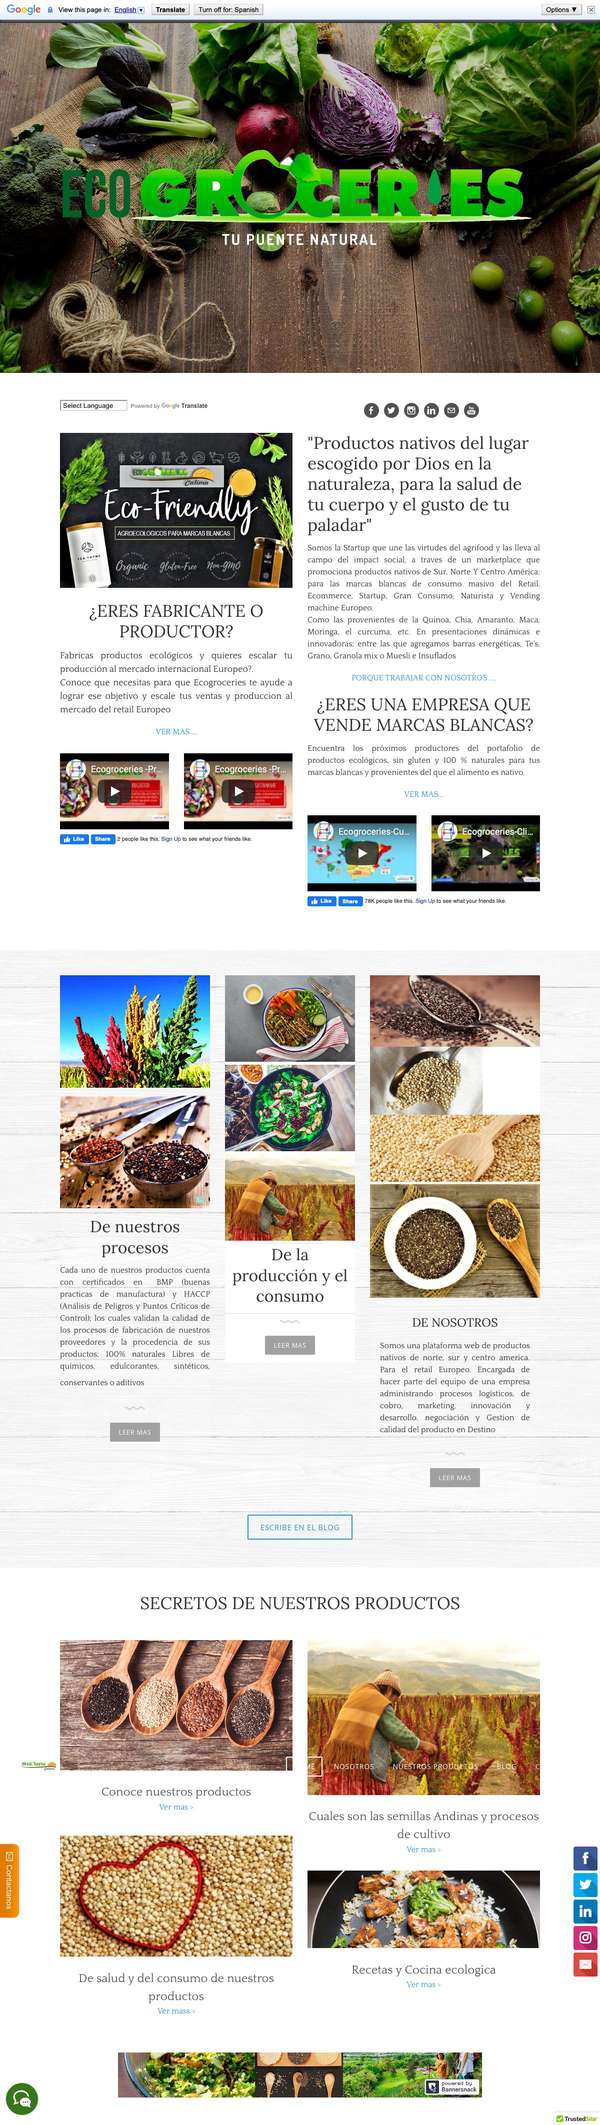 Google View this page in: English Translate Turn off for: Spanish Options ▼
ECO GROCERIES
TU PUENTE NATURAL
Select Language Powered by Google Translate
Eco-Friendly
AGROECOLOGICOS PARA MARCAS BLANCAS
Organic Gluten-Free Non-GMO
¿ERES FABRICANTE O
PRODUCTOR?
Fabricas productos ecológicos y quieres escalar tu
producción al mercado internacional Europeo?.
Conoce que necesitas para que Ecogroceries te ayude a
lograr ese objetivo y escale tus ventas y produccion al
mercado del retail Europeo
VER MAS...
Ecogroceries -Pr...
Ecogroceries -Pr...
Like Share 2 people like this. Sign Up to see what your friends like.
"Productos nativos del lugar
escogido por Dios en la
naturaleza, para la salud de
tu cuerpo y el gusto de tu
paladar"
Somos la Startup que une las virtudes del agrifood y las lleva al
campo del impact social, a traves de un marketplace que
promociona productos nativos de Sur, Norte Y Centro América;
para las marcas blancas de consumo masivo del Retail,
Ecommerce, Startup, Gran Consumo, Naturista y Vending
machine Europeo.
Como las provenientes de la Quinoa, Chia, Amaranto, Maca,
Moringa, el curcuma, etc. En presentaciones dinámicas e
innovadoras; entre las que agregamos barras energéticas, Te's,
Grano, Granola mix o Muesli e Insuflados
PORQUE TRABAJAR CON NOSOTROS ...
¿ERES UNA EMPRESA QUE
VENDE MARCAS BLANCAS?
Encuentra los próximos productores del portafolio de
productos ecológicos, sin gluten y 100 % naturales para tus
marcas blancas y provenientes del que el alimento es nativo.
VER MAS...
Ecogroceries-Cu...
Ecogroceries-Cli...
Like Share 78K people like this. Sign Up to see what your friends like.
De nuestros
procesos
Cada uno de nuestros productos cuenta
con certificados en BMP (buenas
practicas de manufactura) y HACCP
(Análisis de Peligros y Puntos Críticos de
Control); los cuales validan la calidad de
los procesos de fabricación de nuestros
proveedores y la procedencia de sus
productos; 100% naturales Libres de
quimicos, edulcorantes, sintéticos,
conservantes o aditivos
LEER MAS
De la
producción y el
consumo
LEER MAS
DE NOSOTROS
Somos una plataforma web de productos
nativos de norte, sur y centro america.
Para el retail Europeo. Encargada de
hacer parte del equipo de una empresa
administrando procesos logisticos, de
cobro, marketing, innovación y
desarrollo, negociación y Gestion de
calidad del producto en Destino
LEER MAS
ESCRIBE EN EL BLOG
SECRETOS DE NUESTROS PRODUCTOS
NOSOTROS NUESTROS PRODUCTOS BLOG
Conoce nuestros productos
Ver mas >
Cuales son las semillas Andinas y procesos
de cultivo
Ver mas >
Contactanos
De salud y del consumo de nuestros
productos
Ver mass >
Recetas y Cocina ecologica
Ver mas >
powered by
Bannersnack
TrustedSite